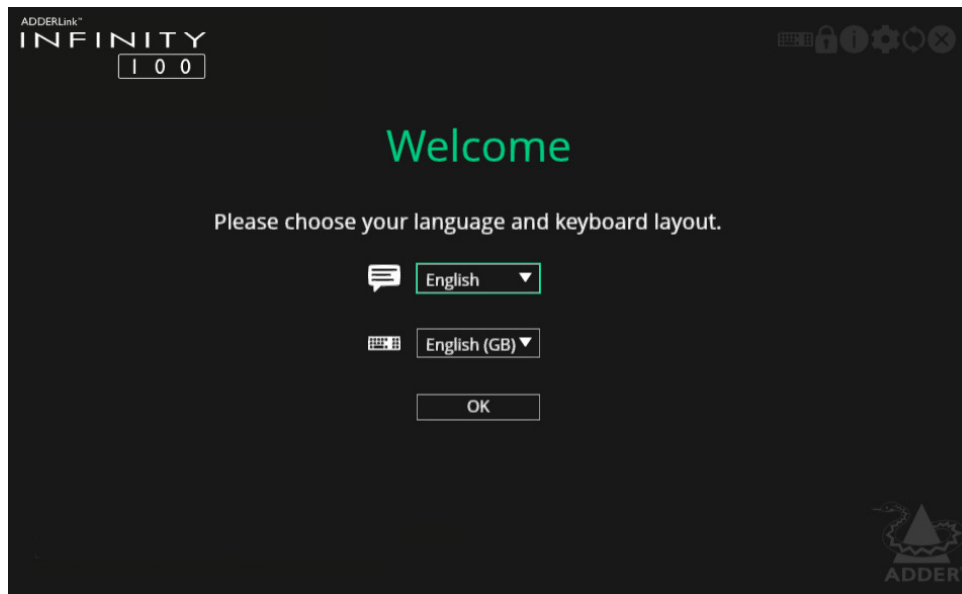 ADDERLink™
INFINITY
100
Welcome
Please choose your language and keyboard layout.
English
English (GB)
OK
ADDER